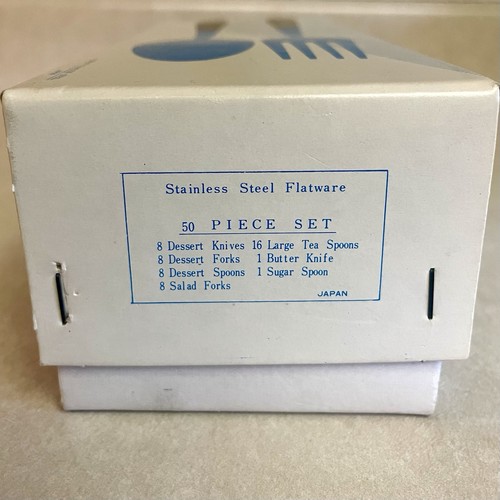 Stainless Steel Flatware
50 PIECE SET
8 Dessert Knives 16 Large Tea Spoons
8 Dessert Forks 1 Butter Knife
8 Dessert Spoons 1 Sugar Spoon
8 Salad Forks
JAPAN